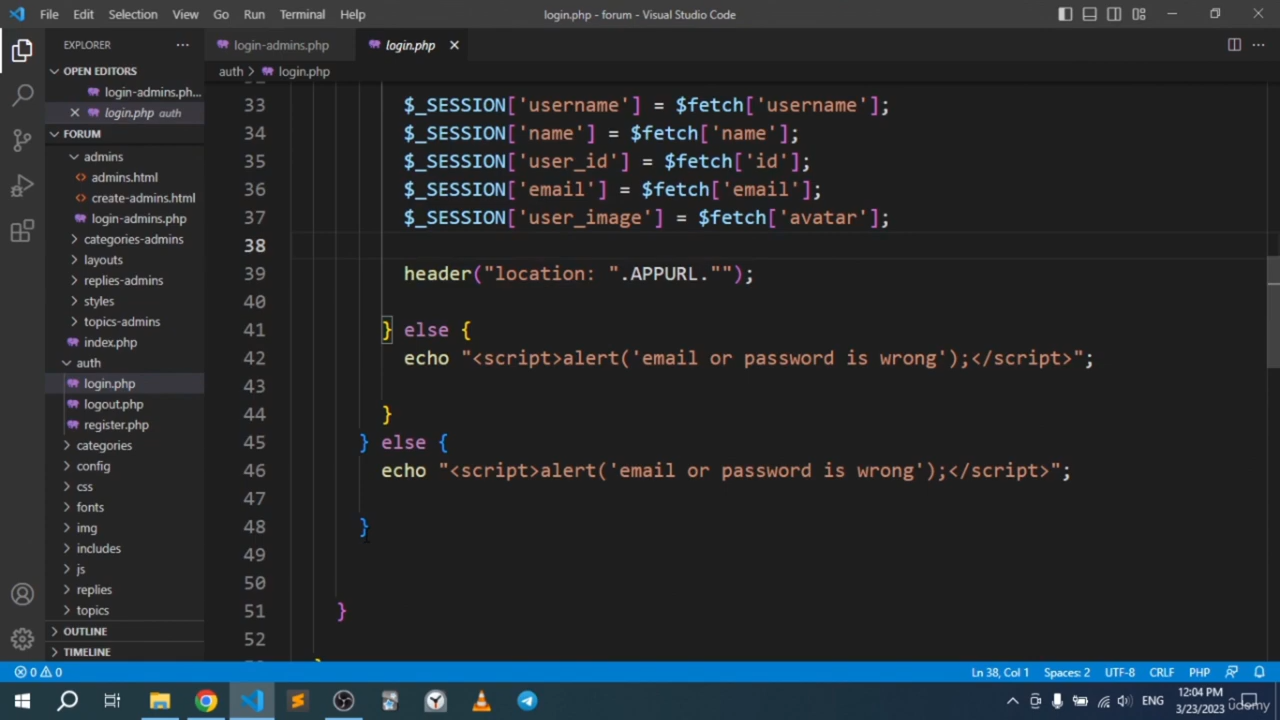 File Edit Selection View Go Run Terminal Help
login.php - forum - Visual Studio Code
EXPLORER
login-admins.php
login.php
auth > login.php
OPEN EDITORS
login-admins.ph...
login.php auth
FORUM
admins
admins.html
create-admins.html
login-admins.php
categories-admins
layouts
replies-admins
styles
topics-admins
index.php
auth
login.php
logout.php
register.php
categories
config
css
fonts
img
includes
js
replies
topics
OUTLINE
TIMELINE
33 $_SESSION['username'] = $fetch['username'];
34 $_SESSION['name'] = $fetch['name'];
35 $_SESSION['user_id'] = $fetch['id'];
36 $_SESSION['email'] = $fetch['email'];
37 $_SESSION['user_image'] = $fetch['avatar'];
38
39 header("location: ".APPURL."");
40
41 } else {
42 echo "<script>alert('email or password is wrong');</script>";
43
44 }
45 } else {
46 echo "<script>alert('email or password is wrong');</script>";
47
48 }
49
50
51 }
52
0 0
Ln 38, Col 1 Spaces: 2 UTF-8 CRLF PHP
ENG
12:04 PM
3/23/2023
udemy